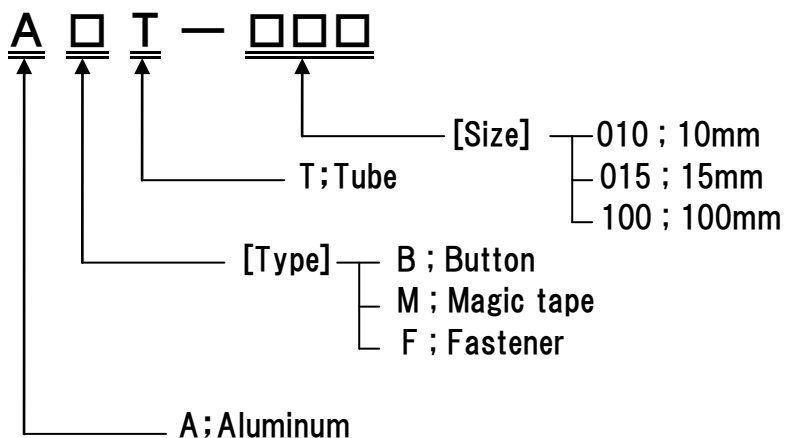 A □ T － □□□
[Size] 010 ; 10mm
T;Tube 015 ; 15mm
100 ; 100mm
[Type] B ; Button
M ; Magic tape
F ; Fastener
A;Aluminum